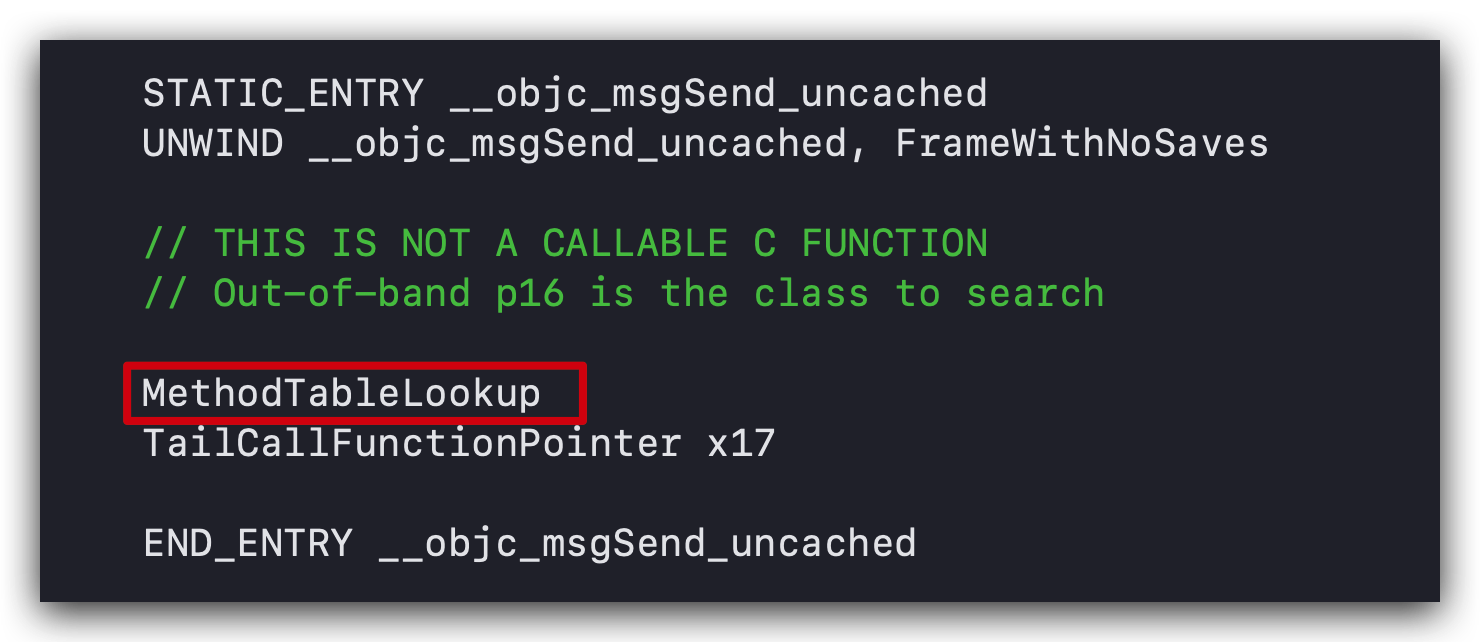 STATIC_ENTRY __objc_msgSend_uncached
UNWIND __objc_msgSend_uncached, FrameWithNoSaves
// THIS IS NOT A CALLABLE C FUNCTION
// Out-of-band p16 is the class to search
MethodTableLookup
TailCallFunctionPointer x17
END_ENTRY __objc_msgSend_uncached